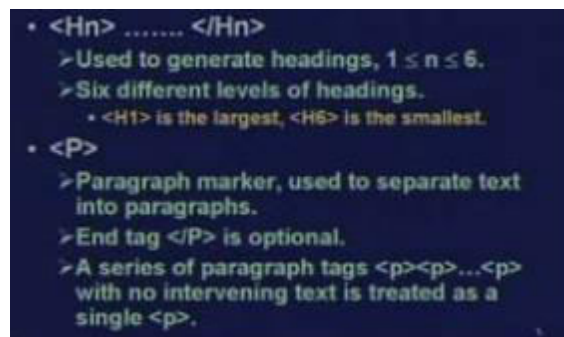 • <Hn> ....... </Hn>
➢Used to generate headings, 1 ≤ n ≤ 6.
➢Six different levels of headings.
• <H1> is the largest, <H6> is the smallest.
• <P>
➢Paragraph marker, used to separate text
into paragraphs.
➢End tag </P> is optional.
➢A series of paragraph tags <p><p>...<p>
with no intervening text is treated as a
single <p>.